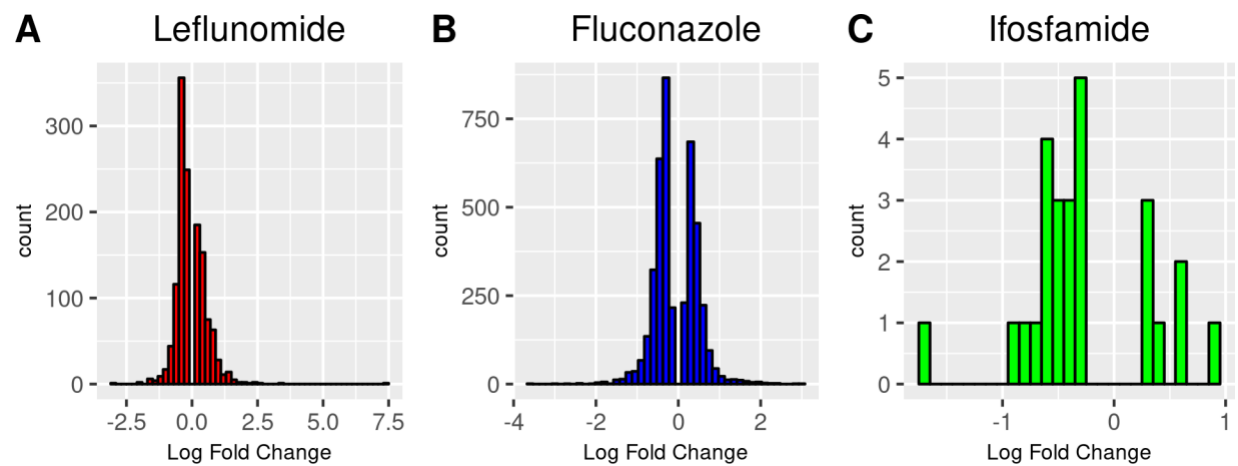 A Leflunomide
count
300
200
100
0
-2.5 0.0 2.5 5.0 7.5
Log Fold Change
B Fluconazole
count
750
500
250
0
-4 -2 0 2
Log Fold Change
C Ifosfamide
count
5
4
3
2
1
0
-1 0 1
Log Fold Change